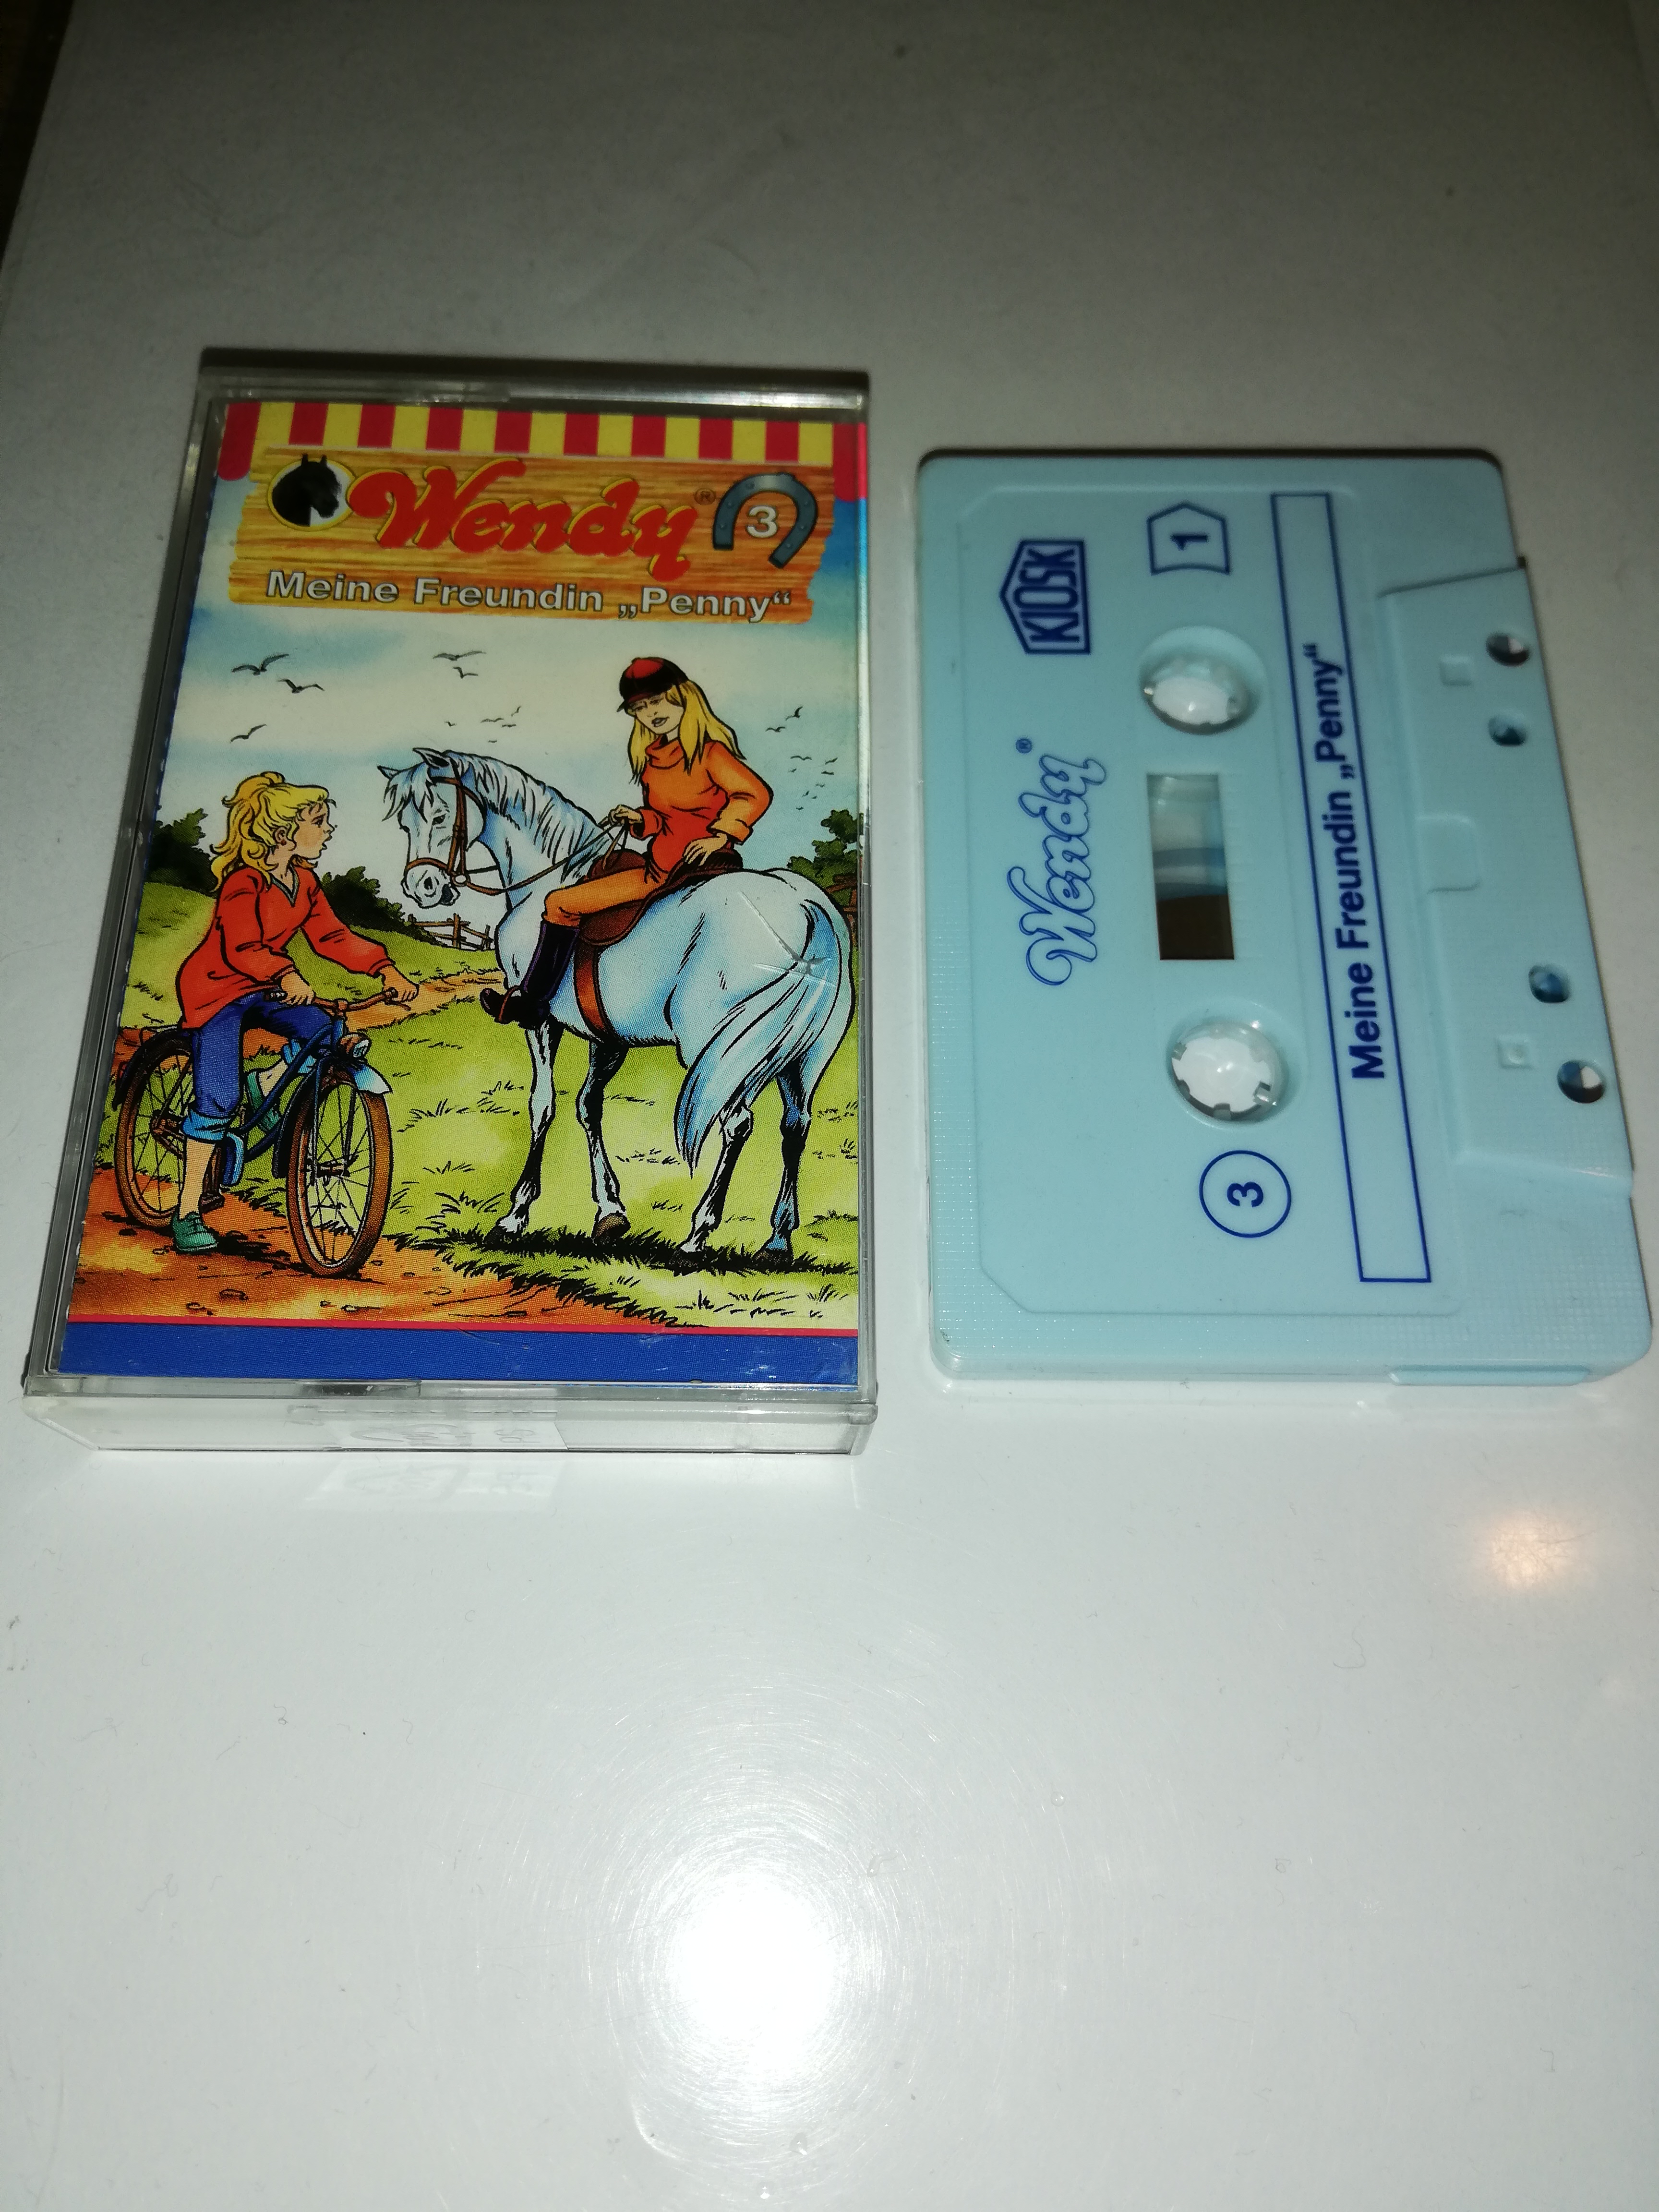 Wendy®
3
Meine Freundin „Penny“
KIOSK
1
Wendy®
Meine Freundin „Penny“
3